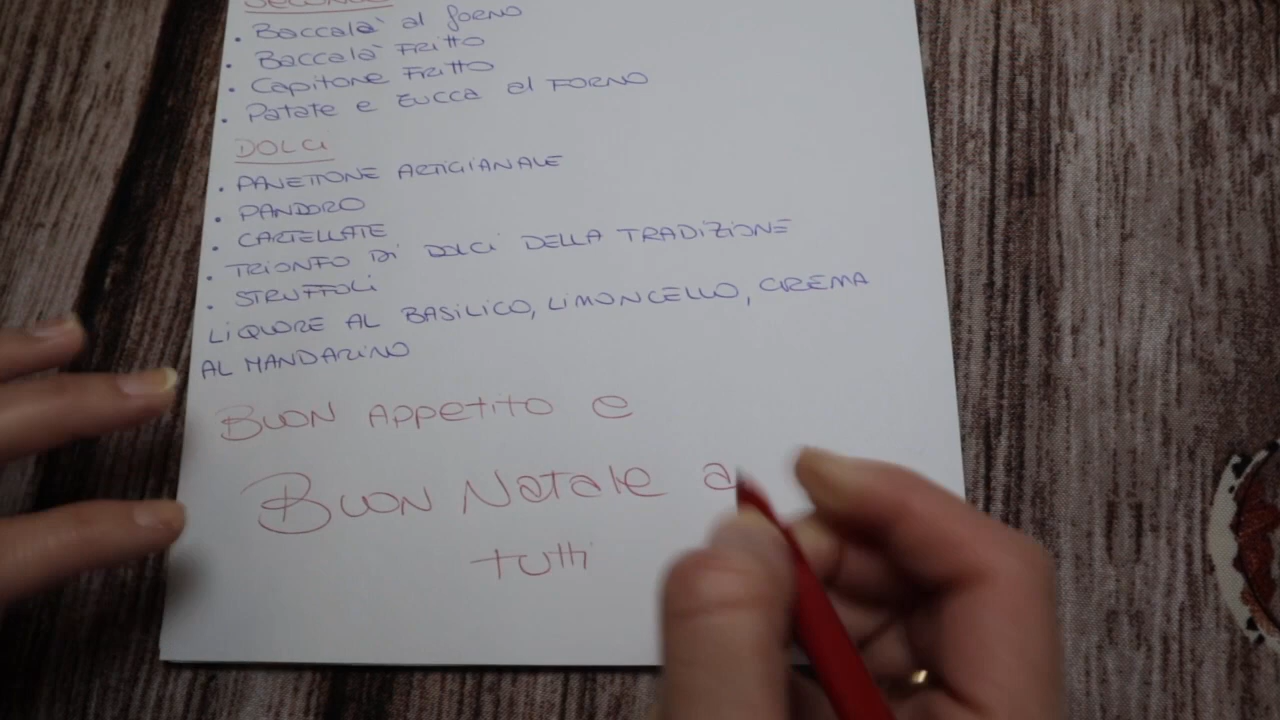 SECONDI
• Baccalà al forno
• Baccalà FRitto
• Capitone FRitto
• Patate e zucca al FORNO
DOLCi
• PANETTONE ARTIGIANALE
• PANDORO
• CARTELLATE
• TRIONFO Di DOLCi DELLA TRADiZIONE
• STRUFFOLi
LiQUORE AL BASiLICO, LIMONCELLO, CREMA
AL MANDARiNO
BUON APPetito e
BUON Natale a
tutti